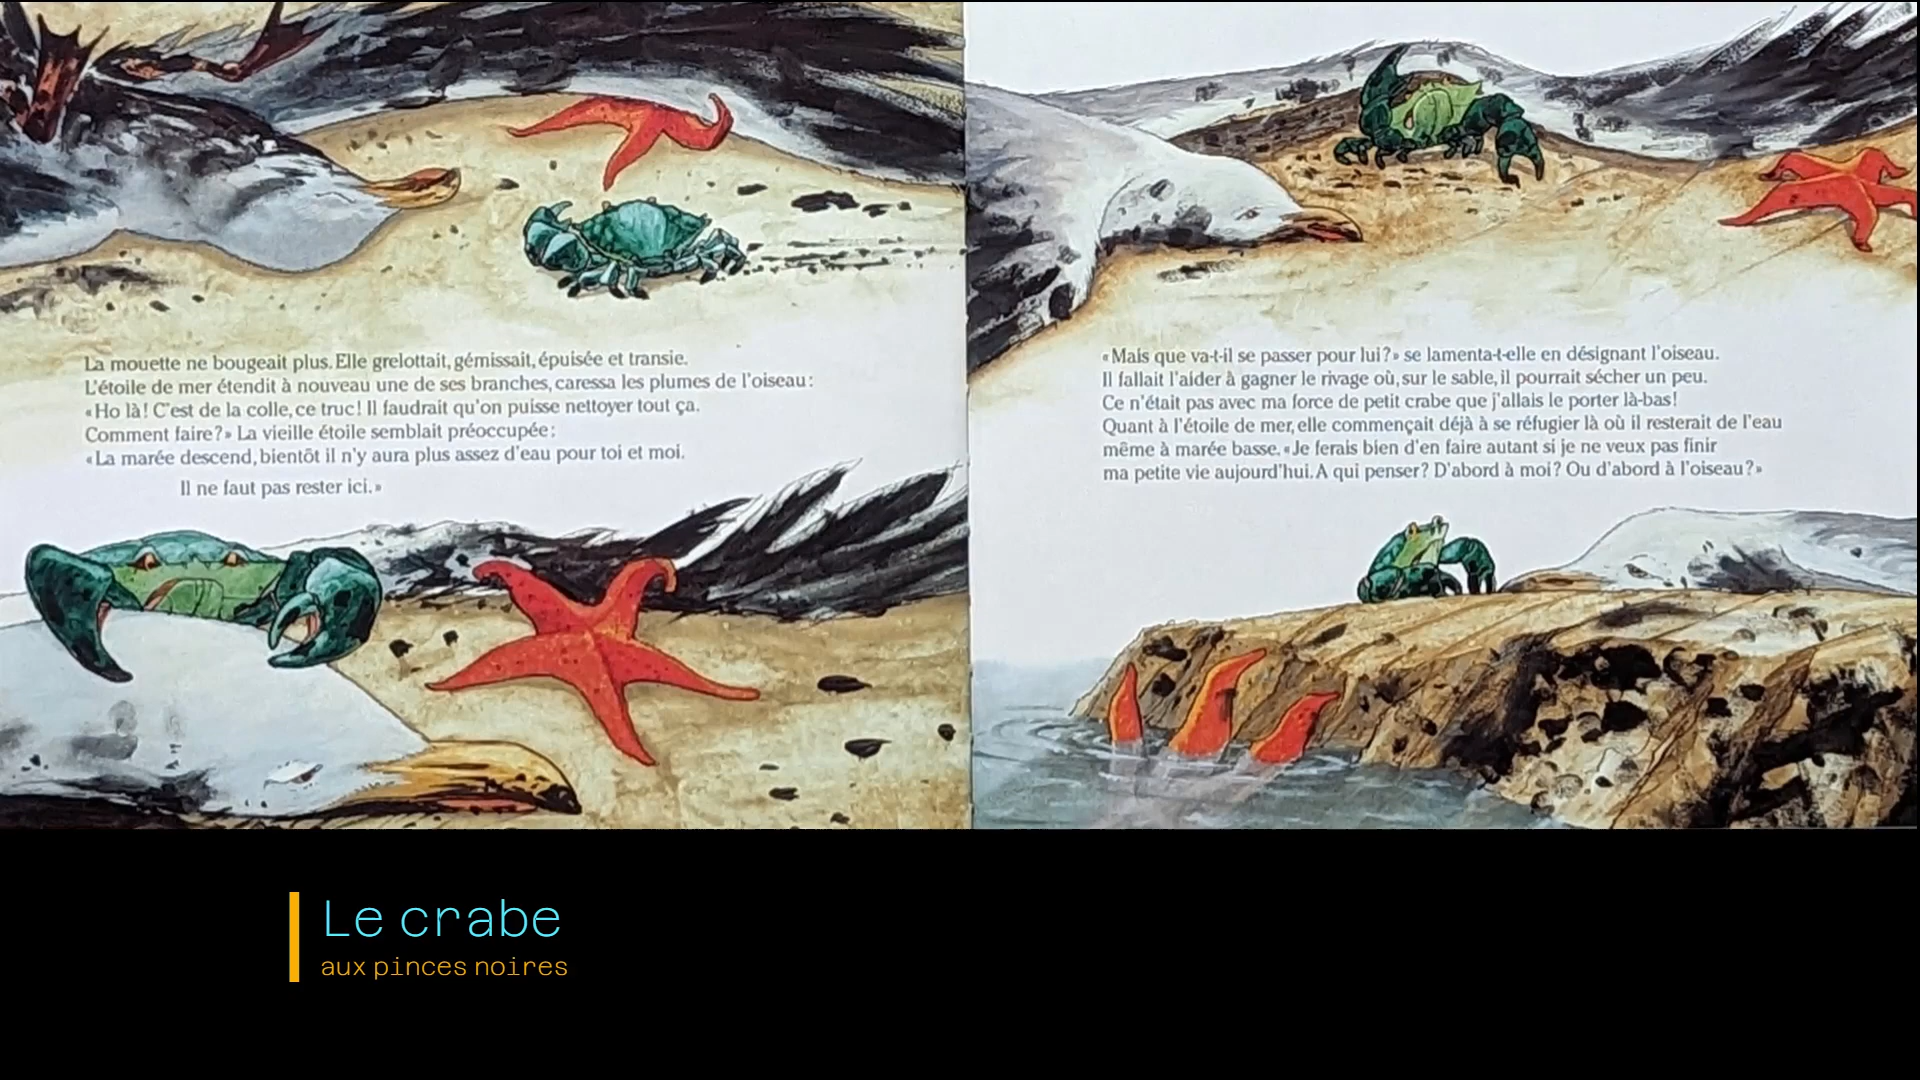 La mouette ne bougeait plus. Elle grelottait, gémissait, épuisée et transie.
L'étoile de mer étendit à nouveau une de ses branches, caressa les plumes de l'oiseau :
« Ho là ! C'est de la colle, ce truc ! Il faudrait qu'on puisse nettoyer tout ça.
Comment faire ? » La vieille étoile semblait préoccupée :
« La marée descend, bientôt il n'y aura plus assez d'eau pour toi et moi.
Il ne faut pas rester ici. »
« Mais que va-t-il se passer pour lui ? » se lamenta-t-elle en désignant l'oiseau.
Il fallait l'aider à gagner le rivage où, sur le sable, il pourrait sécher un peu.
Ce n'était pas avec ma force de petit crabe que j'allais le porter là-bas !
Quant à l'étoile de mer, elle commençait déjà à se réfugier là où il resterait de l'eau
même à marée basse. « Je ferais bien d'en faire autant si je ne veux pas finir
ma petite vie aujourd'hui. A qui penser ? D'abord à moi ? Ou d'abord à l'oiseau ? »
Le crabe
aux pinces noires